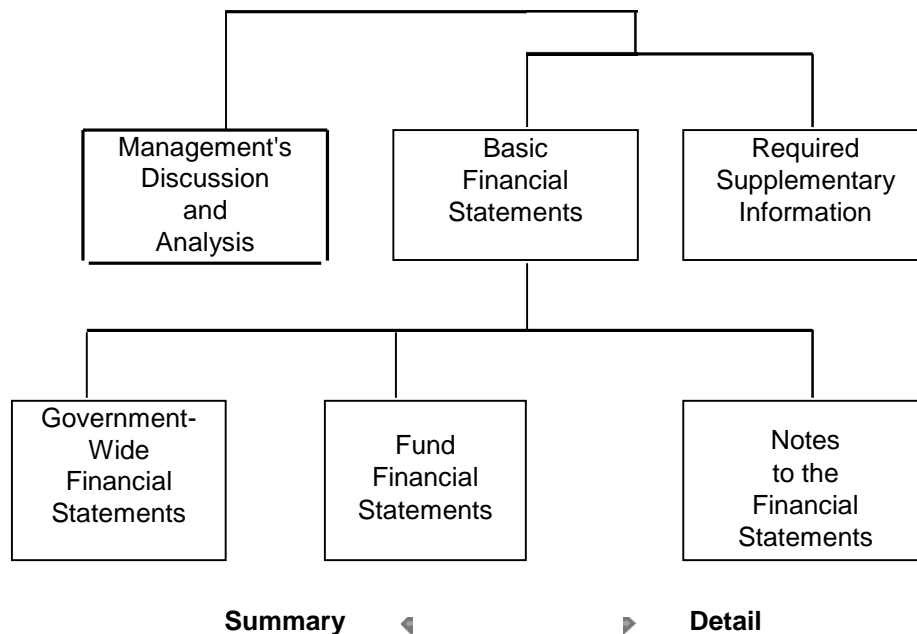 Management's
Discussion
and
Analysis
Basic
Financial
Statements
Required
Supplementary
Information
Government-
Wide
Financial
Statements
Fund
Financial
Statements
Notes
to the
Financial
Statements
Summary Detail